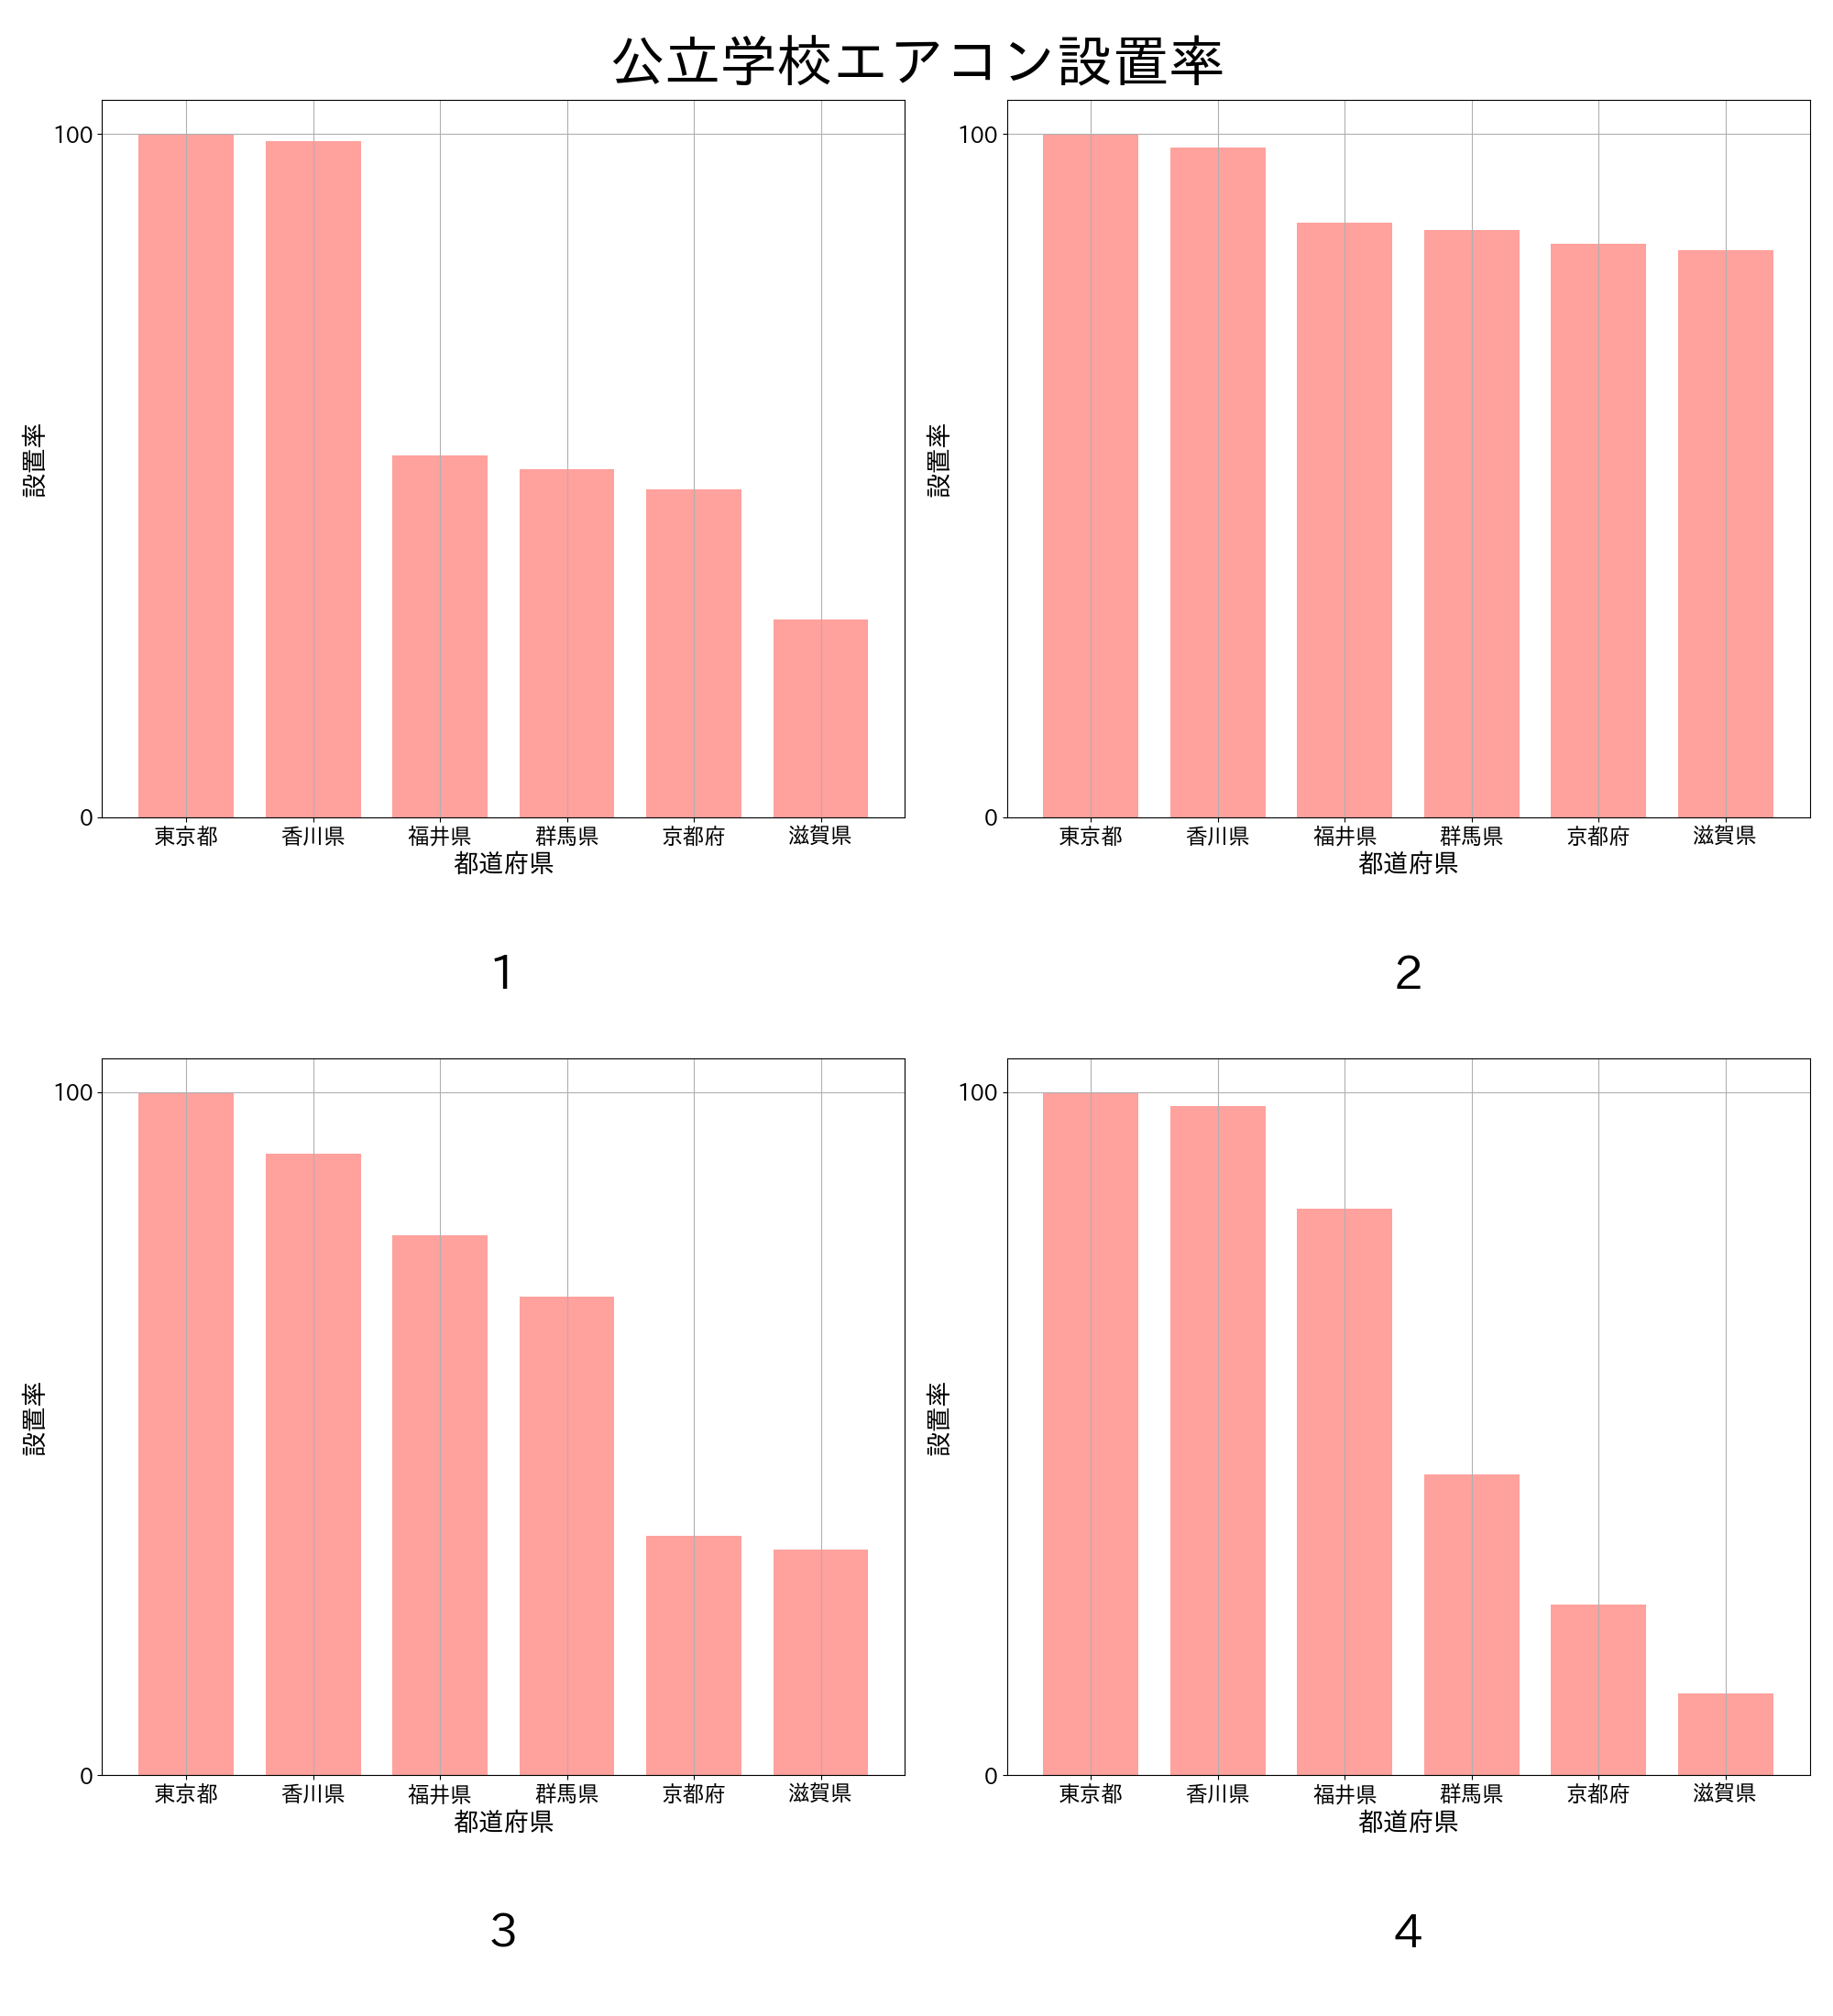 公立学校エアコン設置率
100
0
設置率
東京都 香川県 福井県 群馬県 京都府 滋賀県
都道府県
1
100
0
設置率
東京都 香川県 福井県 群馬県 京都府 滋賀県
都道府県
2
100
0
設置率
東京都 香川県 福井県 群馬県 京都府 滋賀県
都道府県
3
100
0
設置率
東京都 香川県 福井県 群馬県 京都府 滋賀県
都道府県
4